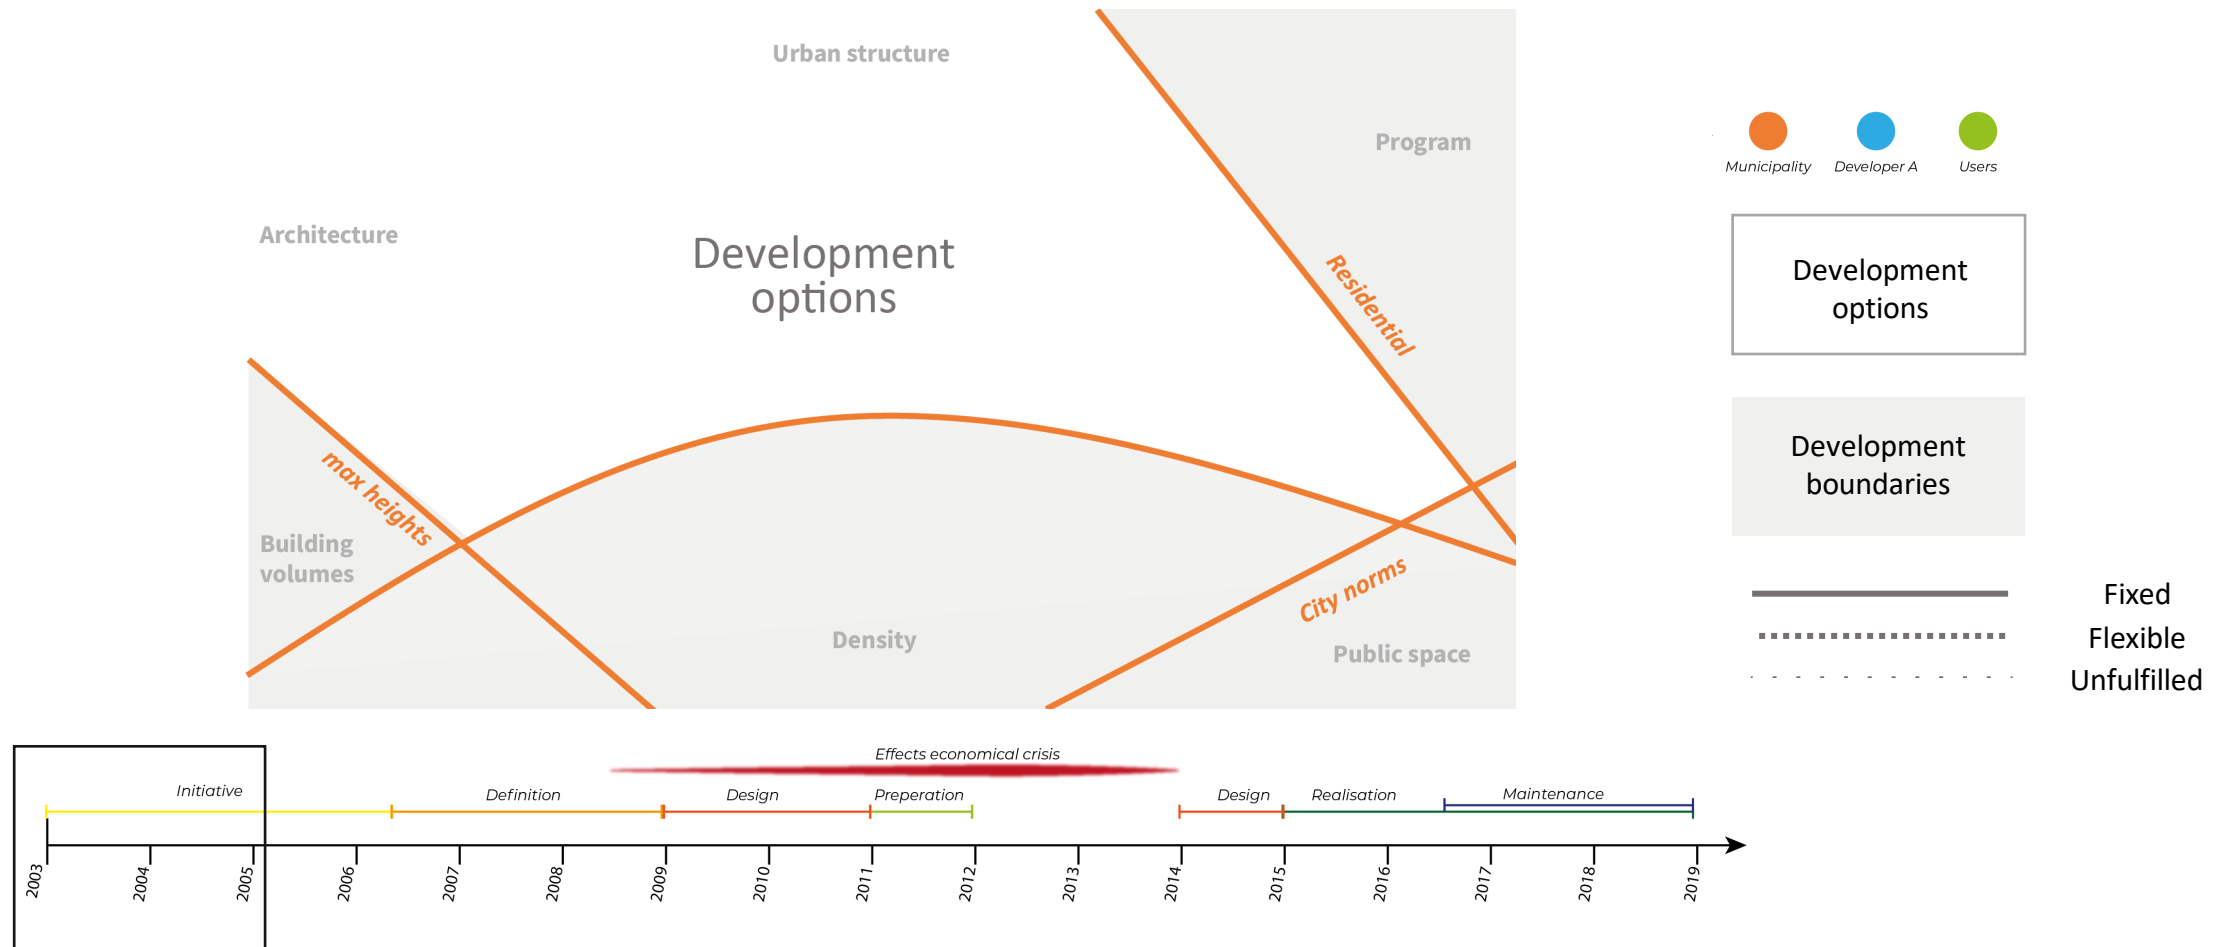 Urban structure
Program
Architecture
Development
options
Residential
max heights
Building
volumes
City norms
Density
Public space
Municipality
Developer A
Users
Development
options
Development
boundaries
Fixed
Flexible
Unfulfilled
Effects economical crisis
Initiative
Definition
Design
Preperation
Design
Realisation
Maintenance
2003
2004
2005
2006
2007
2008
2009
2010
2011
2012
2013
2014
2015
2016
2017
2018
2019